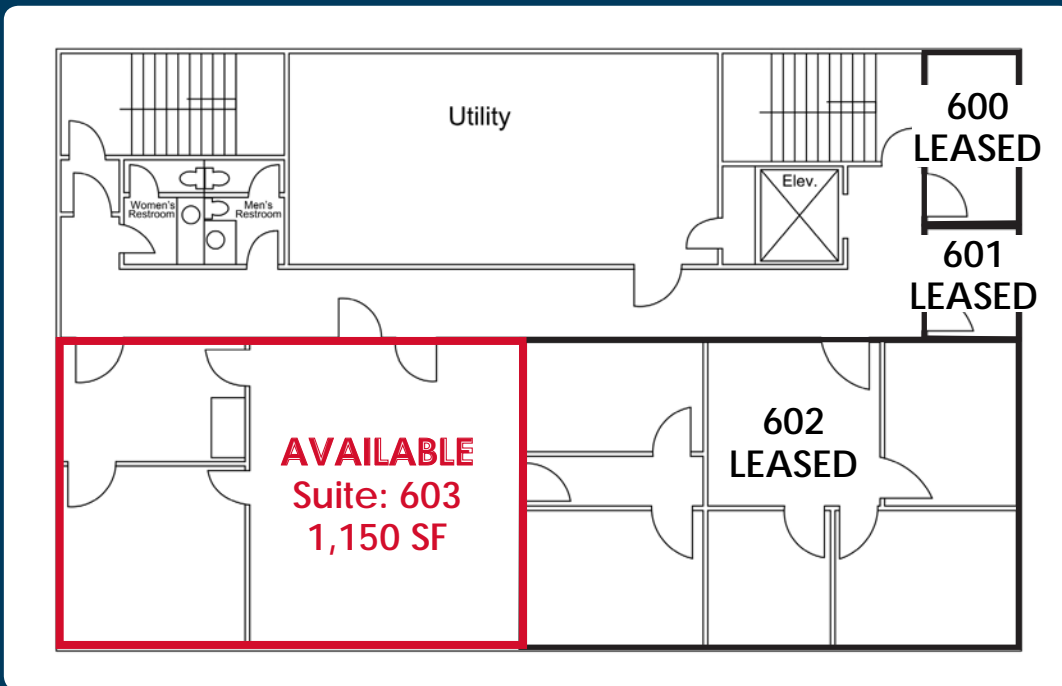 Utility
600
LEASED
Elev.
Women's
Restroom
Men's
Restroom
601
LEASED
AVAILABLE
Suite: 603
1,150 SF
602
LEASED